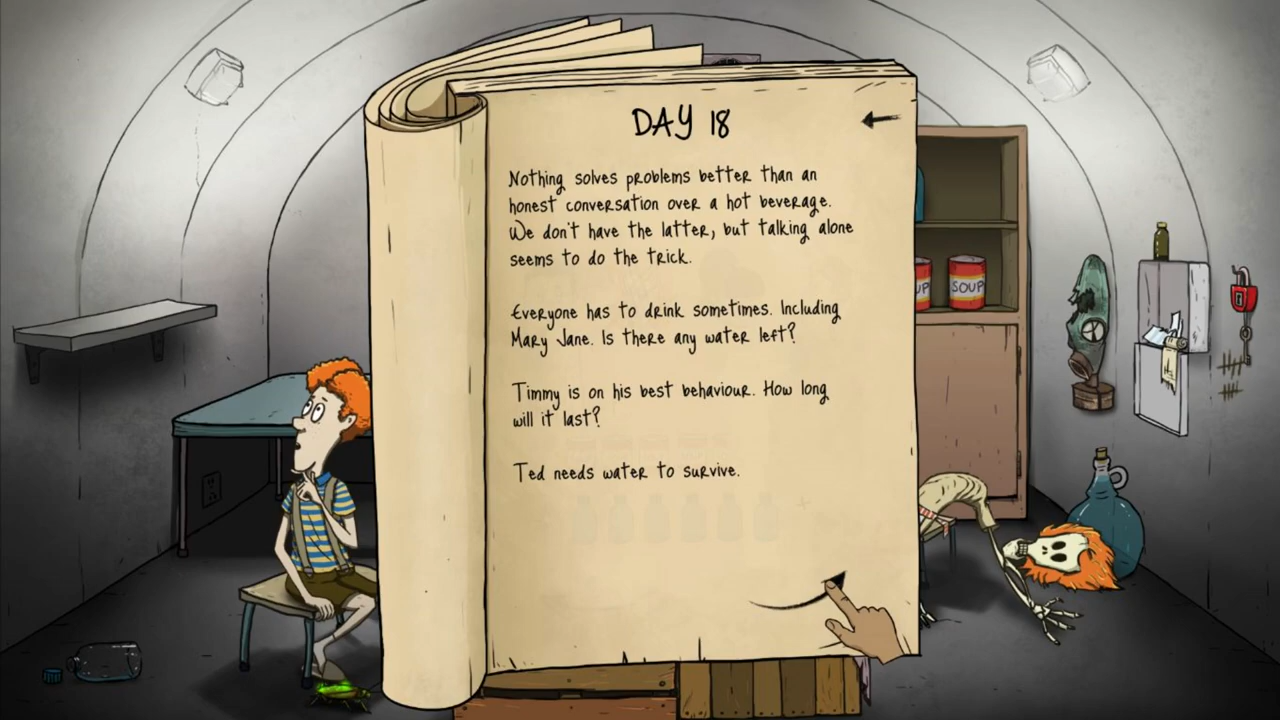 DAY 18
Nothing solves problems better than an
honest conversation over a hot beverage.
We don't have the latter, but talking alone
seems to do the trick.
Everyone has to drink sometimes. Including
Mary Jane. Is there any water left?
Timmy is on his best behaviour. How long
will it last?
Ted needs water to survive.
UP
SOUP